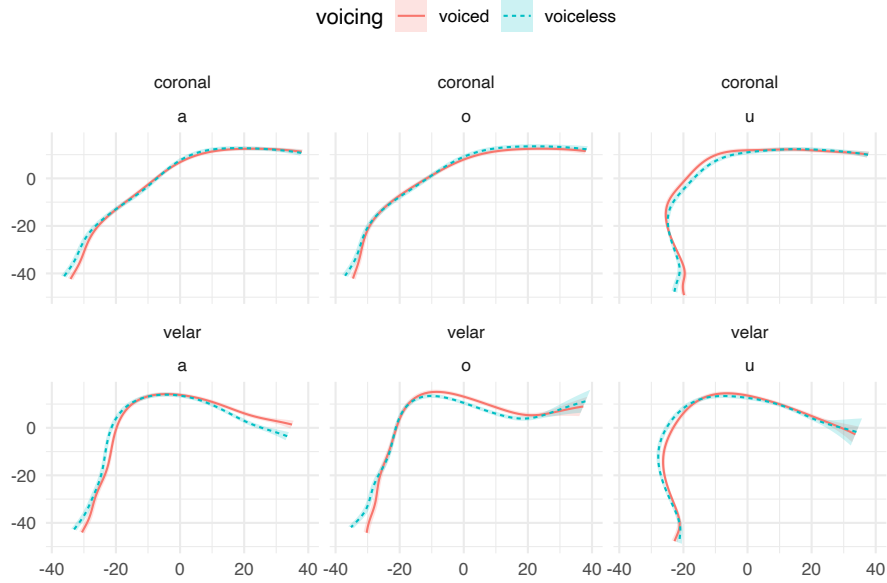 voicing voiced voiceless
coronal coronal coronal
a o u
0
-20
-40
velar velar velar
a o u
0
-20
-40
-40 -20 0 20 40 -40 -20 0 20 40 -40 -20 0 20 40